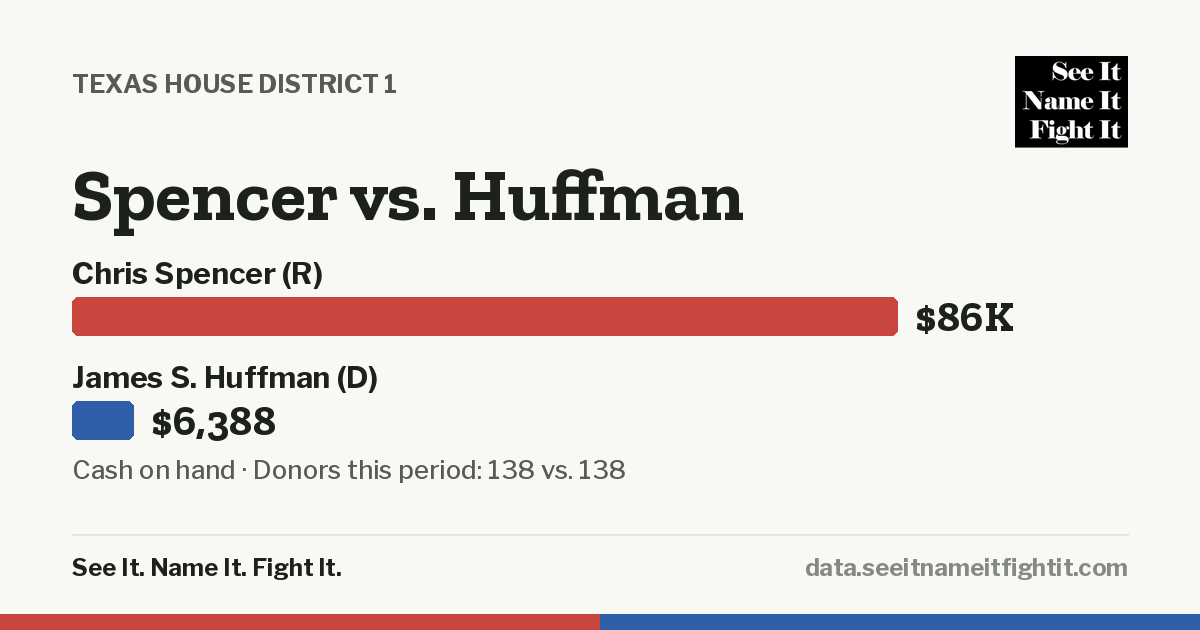 TEXAS HOUSE DISTRICT 1
See It
Name It
Fight It
Spencer vs. Huffman
Chris Spencer (R)
$86K
James S. Huffman (D)
$6,388
Cash on hand · Donors this period: 138 vs. 138
See It. Name It. Fight It.
data.seeitnameitfightit.com